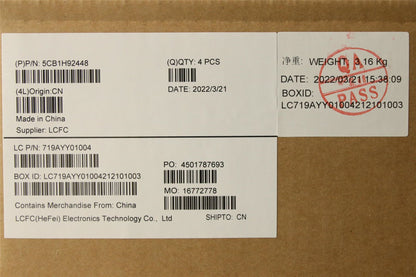 (P)P/N: 5CB1H92448
(Q)QTY: 4 PCS
(4L)Origin:CN
DATE: 2022/3/21
Made in China
Supplier: LCFC
净重: WEIGHT: 3.16 Kg
DATE: 2022/03/21 15:38:09
BOXID:
LC719AYY01004212101003
QA
PASS
LC P/N: 719AYY01004
PO: 4501787693
BOX ID: LC719AYY01004212101003
MO: 16772778
Contains Merchandise From: China
LCFC(HeFei) Electronics Technology Co., Ltd
SHIPTO: CN